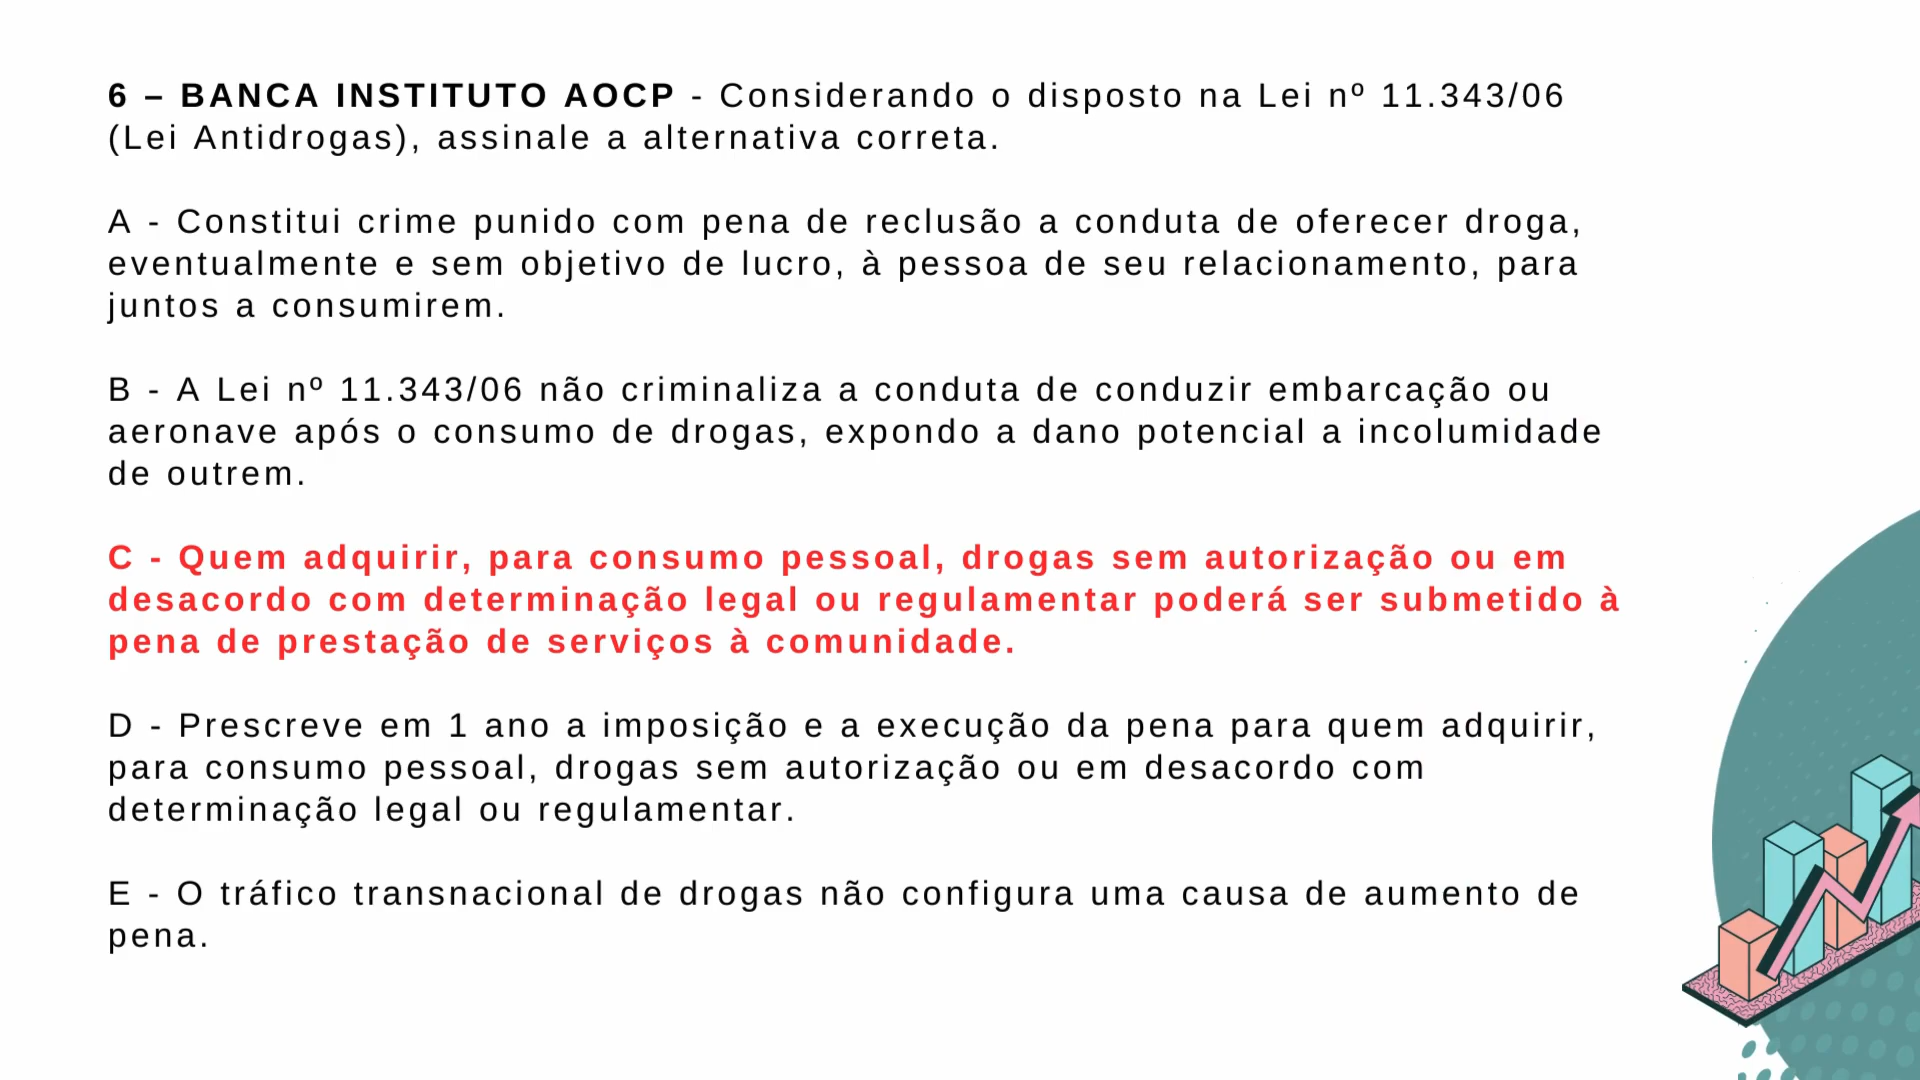 6 – BANCA INSTITUTO AOCP - Considerando o disposto na Lei nº 11.343/06
(Lei Antidrogas), assinale a alternativa correta.
A - Constitui crime punido com pena de reclusão a conduta de oferecer droga,
eventualmente e sem objetivo de lucro, à pessoa de seu relacionamento, para
juntos a consumirem.
B - A Lei nº 11.343/06 não criminaliza a conduta de conduzir embarcação ou
aeronave após o consumo de drogas, expondo a dano potencial a incolumidade
de outrem.
C - Quem adquirir, para consumo pessoal, drogas sem autorização ou em
desacordo com determinação legal ou regulamentar poderá ser submetido à
pena de prestação de serviços à comunidade.
D - Prescreve em 1 ano a imposição e a execução da pena para quem adquirir,
para consumo pessoal, drogas sem autorização ou em desacordo com
determinação legal ou regulamentar.
E - O tráfico transnacional de drogas não configura uma causa de aumento de
pena.